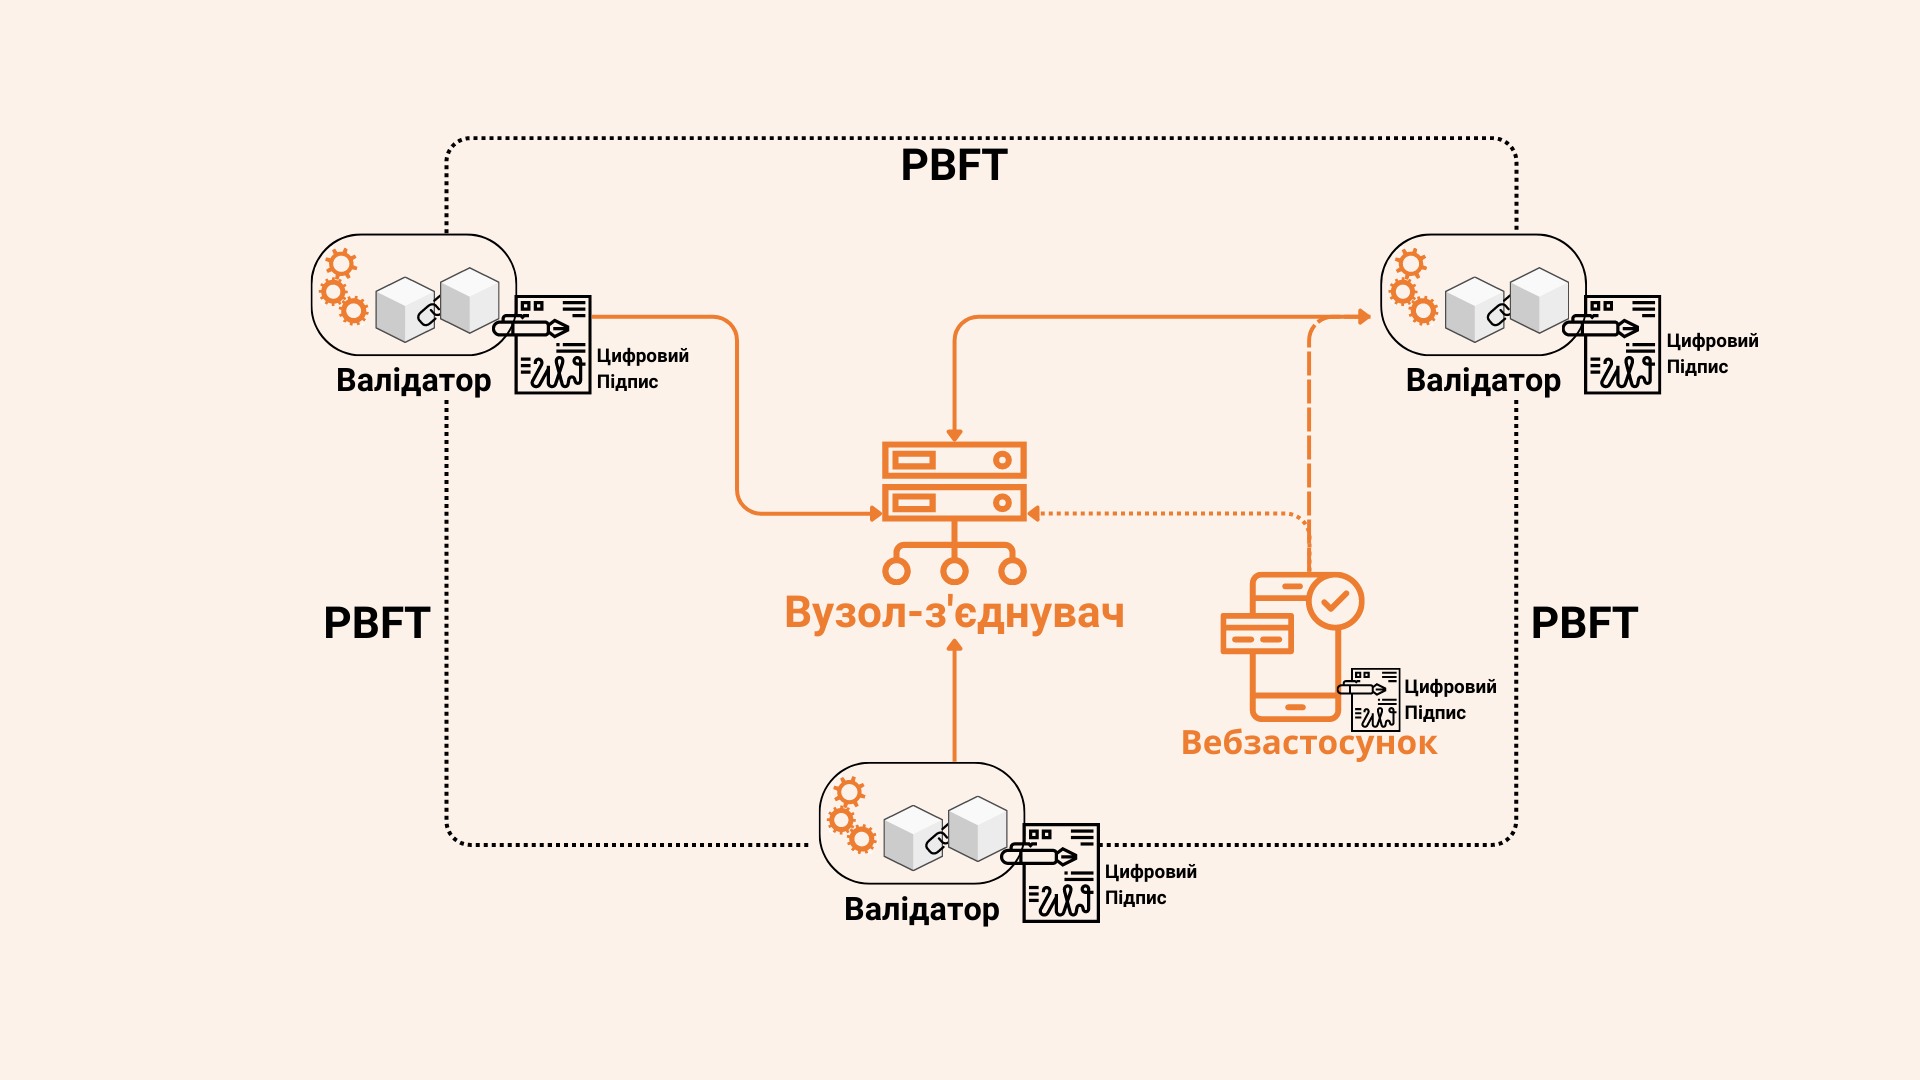 PBFT
Валідатор
Цифровий
Підпис
Валідатор
Цифровий
Підпис
Вузол-з'єднувач
PBFT
PBFT
Цифровий
Підпис
Вебзастосунок
Валідатор
Цифровий
Підпис